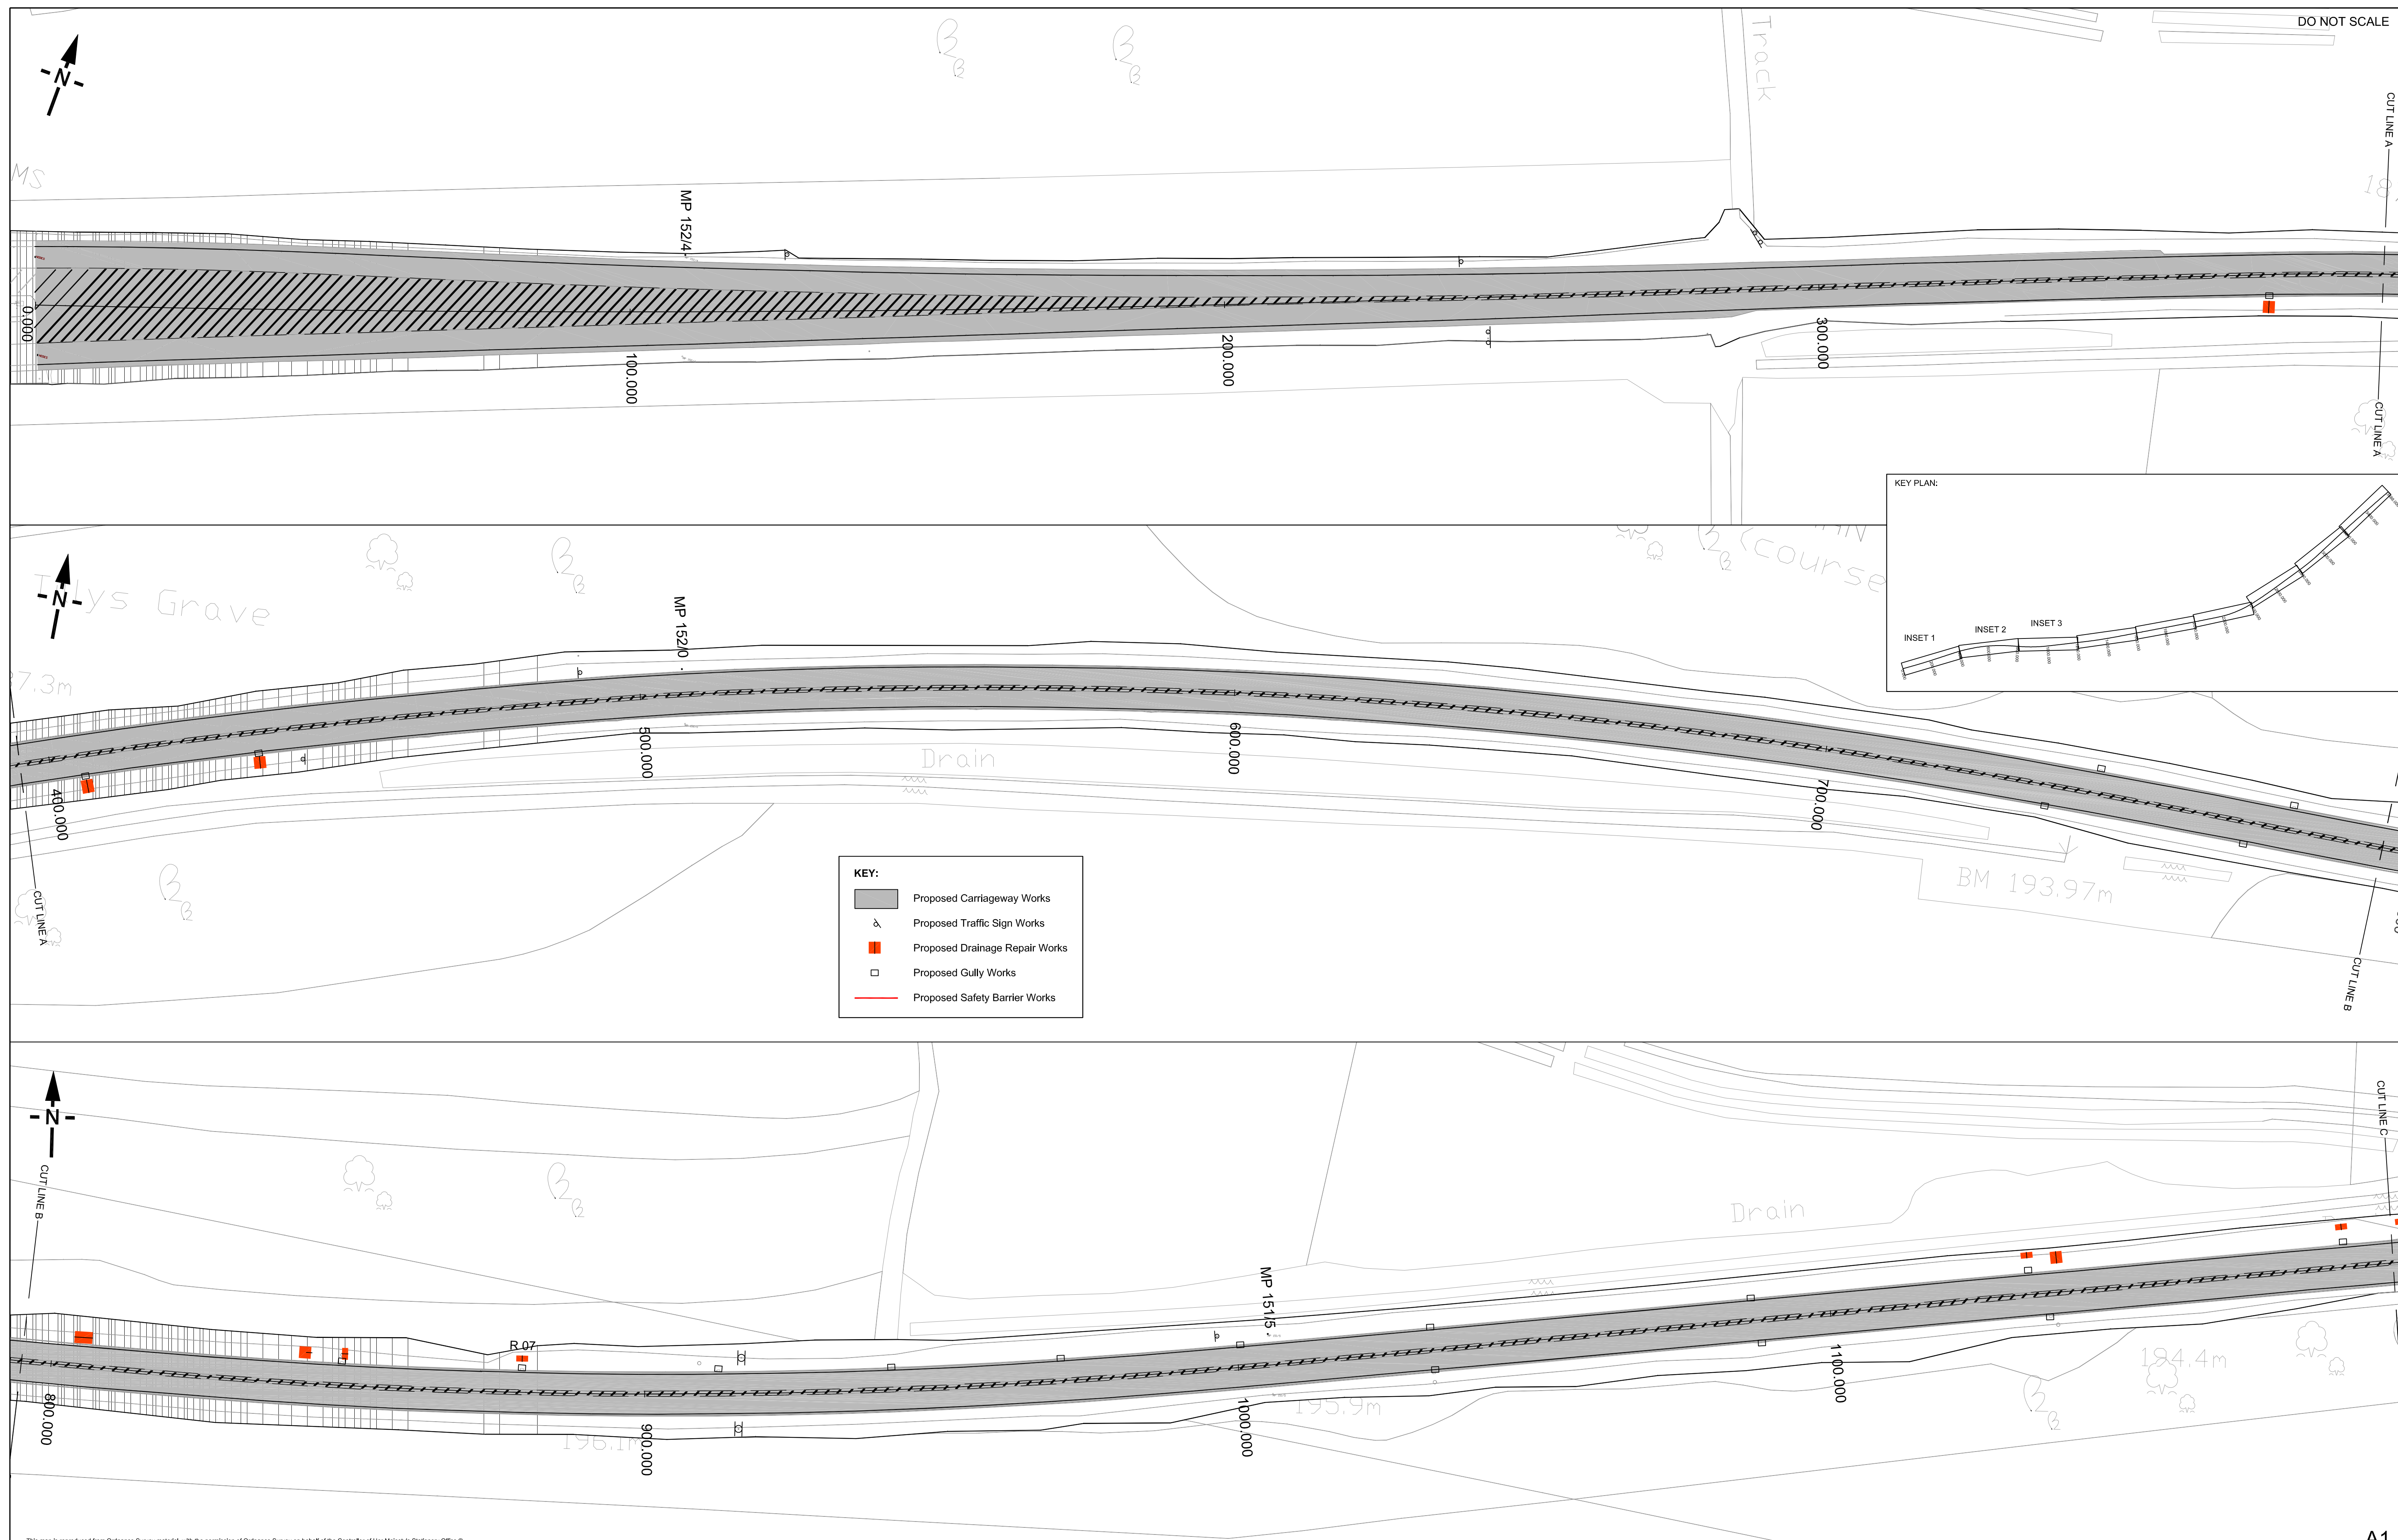 DO NOT SCALE
N
Track
CUT LINE A
MS
MP 152/4
0.000
100.000
200.000
300.000
CUT LINE A
KEY PLAN:
INSET 1
INSET 2
INSET 3
N
Grave
(course
MP 152/0
7.3m
400.000
500.000
600.000
700.000
Drain
BM 193.97m
CUT LINE A
CUT LINE B
KEY:
Proposed Carriageway Works
Proposed Traffic Sign Works
Proposed Drainage Repair Works
Proposed Gully Works
Proposed Safety Barrier Works
N
CUT LINE B
CUT LINE C
Drain
MP 151/5
R 07
800.000
900.000
1000.000
1100.000
196.1m
195.9m
194.4m
A1